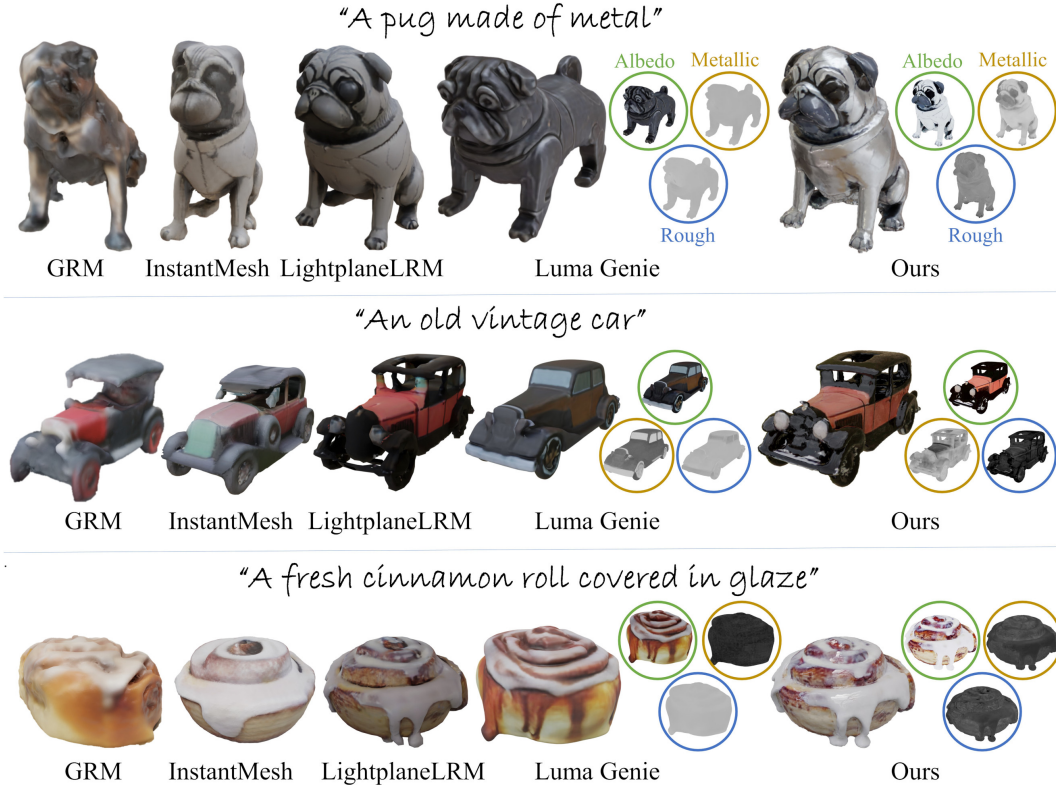 “A pug made of metal”
Albedo Metallic
Albedo Metallic
Rough
Rough
GRM InstantMesh LightplaneLRM Luma Genie Ours
“An old vintage car”
GRM InstantMesh LightplaneLRM Luma Genie Ours
“A fresh cinnamon roll covered in glaze”
GRM InstantMesh LightplaneLRM Luma Genie Ours